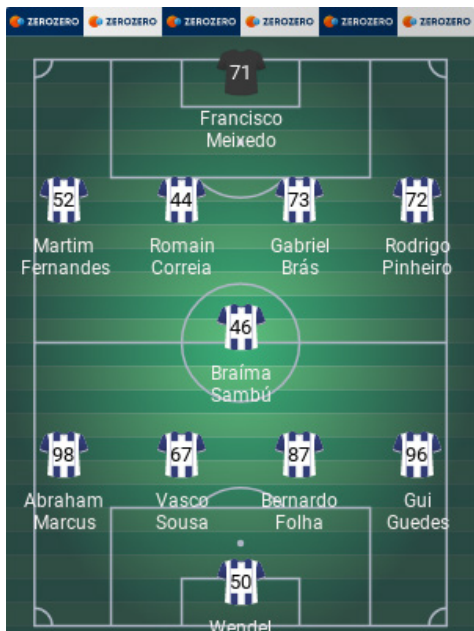 ZEROZERO ZEROZERO ZEROZERO ZEROZERO ZEROZERO ZEROZERO
71
Francisco
Meixedo
52 44 73 72
Martim Romain Gabriel Rodrigo
Fernandes Correia Brás Pinheiro
46
Braíma
Sambú
98 67 87 96
Abraham Vasco Bernardo Gui
Marcus Sousa Folha Guedes
50
Wendel